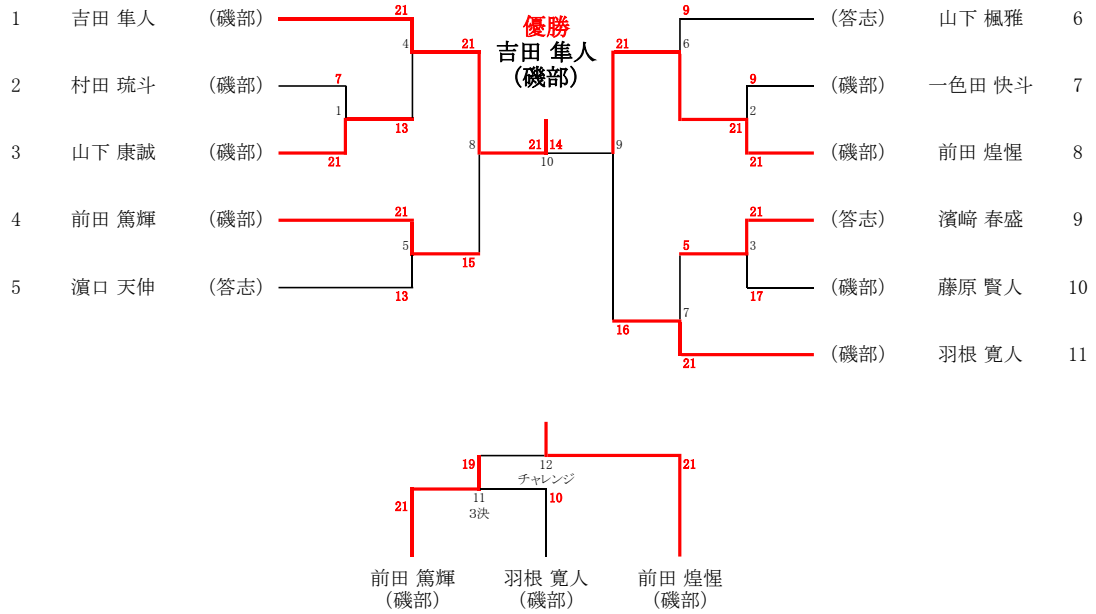 1 吉田 隼人 (磯部) 21 優勝 9 (答志) 山下 楓雅 6
4 21 吉田 隼人 21 6
2 村田 琉斗 (磯部) 7 (磯部) 9 (磯部) 一色田 快斗 7
1 13 2 21
3 山下 康誠 (磯部) 21 8 21 14 9 21 (磯部) 前田 煌惺 8
10
4 前田 篤輝 (磯部) 21 21 (答志) 濱﨑 春盛 9
5 15 5 3
5 濵口 天伸 (答志) 13 17 (磯部) 藤原 賢人 10
16 7
21 (磯部) 羽根 寛人 11
19 12 21
チャレンジ
21 11 10
3決
前田 篤輝 羽根 寛人 前田 煌惺
(磯部) (磯部) (磯部)